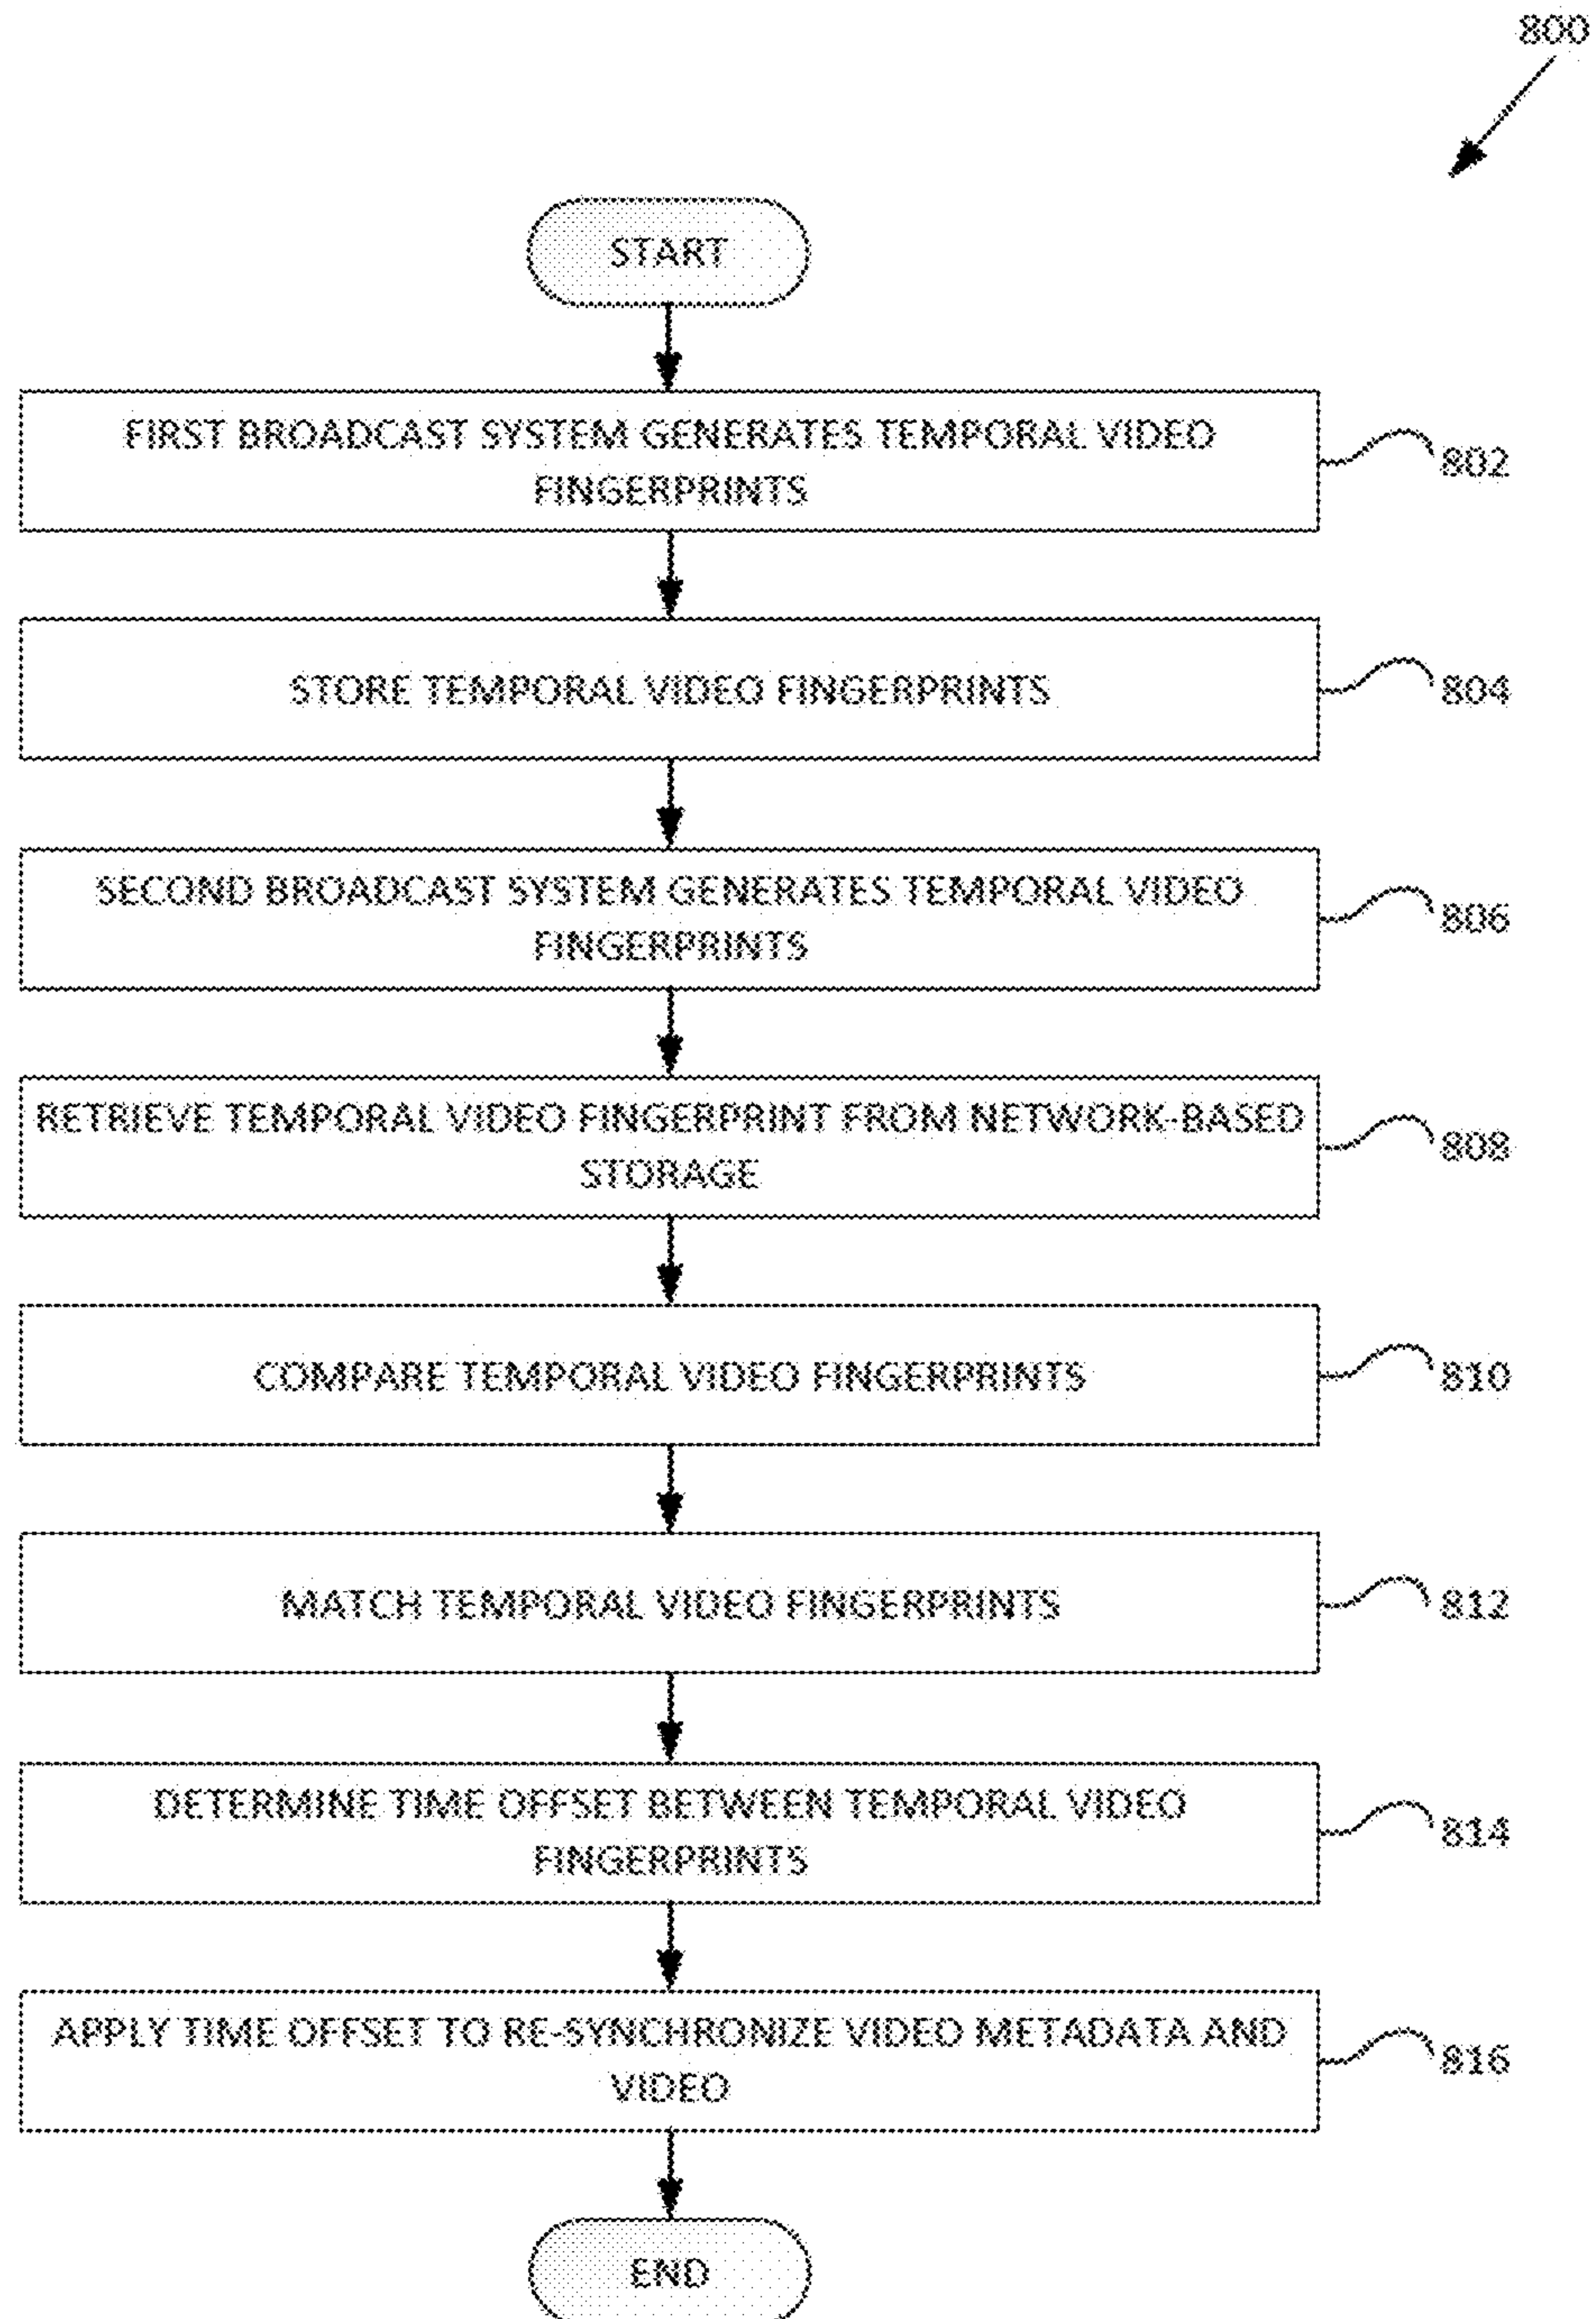 800
START
FIRST BROADCAST SYSTEM GENERATES TEMPORAL VIDEO
FINGERPRINTS
802
STORE TEMPORAL VIDEO FINGERPRINTS
804
SECOND BROADCAST SYSTEM GENERATES TEMPORAL VIDEO
FINGERPRINTS
806
RETRIEVE TEMPORAL VIDEO FINGERPRINT FROM NETWORK-BASED
STORAGE
808
COMPARE TEMPORAL VIDEO FINGERPRINTS
810
MATCH TEMPORAL VIDEO FINGERPRINTS
812
DETERMINE TIME OFFSET BETWEEN TEMPORAL VIDEO
FINGERPRINTS
814
APPLY TIME OFFSET TO RE-SYNCHRONIZE VIDEO METADATA AND
VIDEO
816
END